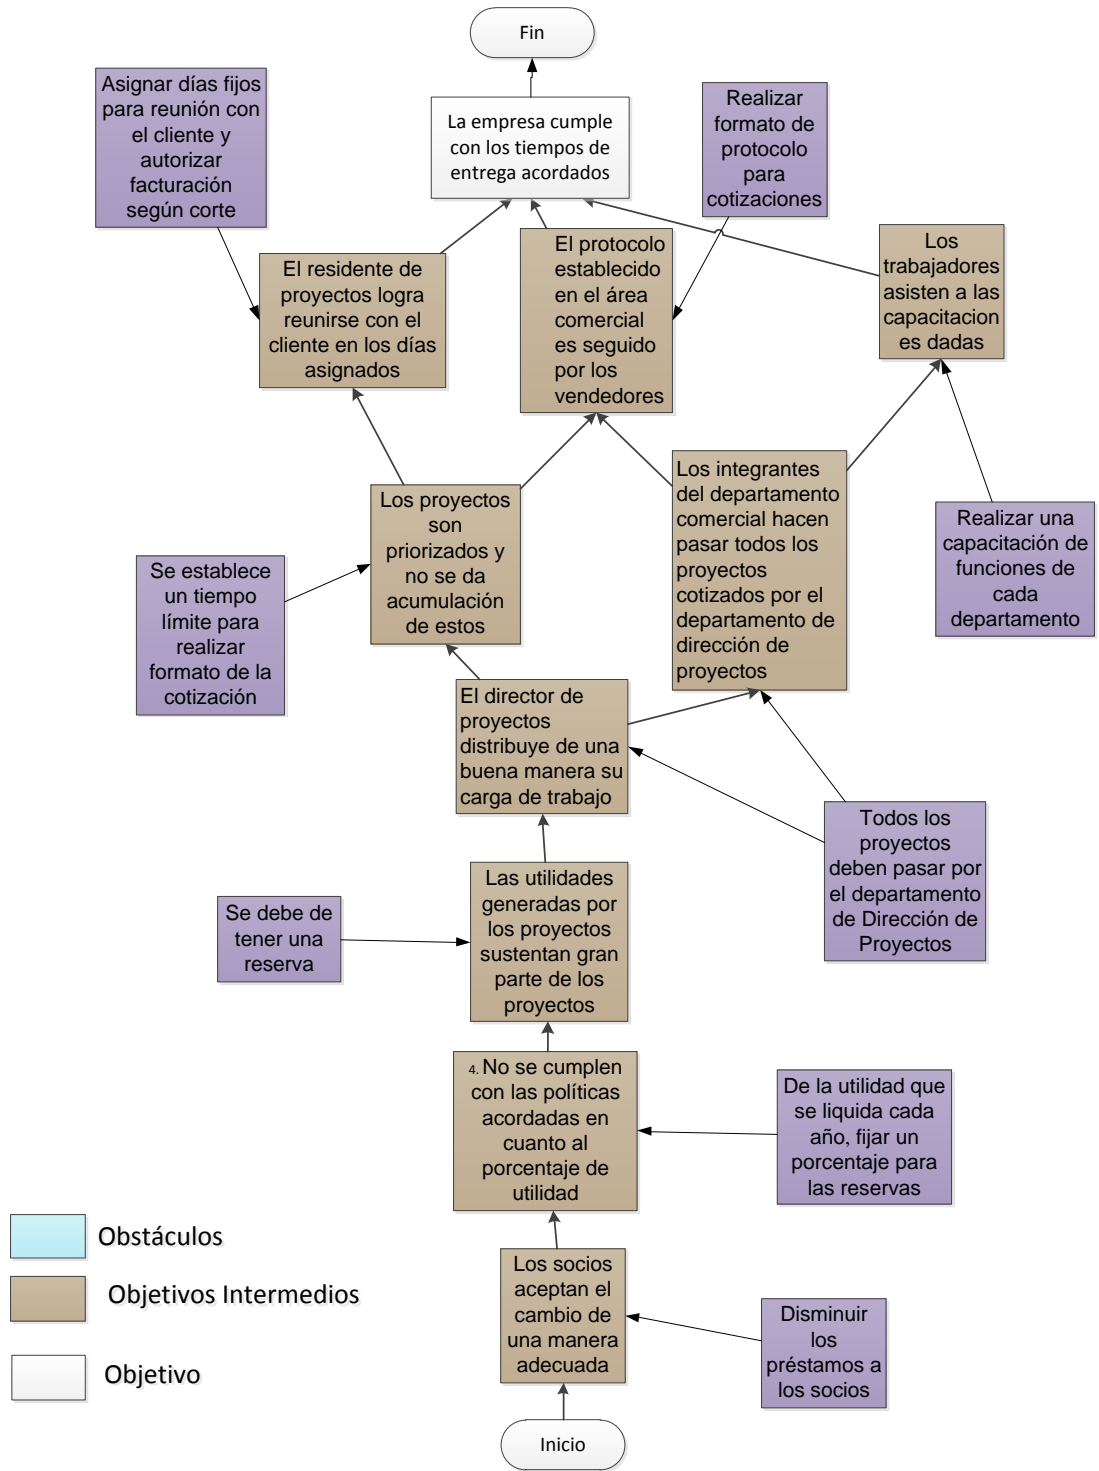 Fin
Asignar días fijos
para reunión con
el cliente y
autorizar
facturación
según corte
La empresa cumple
con los tiempos de
entrega acordados
Realizar
formato de
protocolo
para
cotizaciones
El residente de
proyectos logra
reunirse con el
cliente en los días
asignados
El protocolo
establecido
en el área
comercial
es seguido
por los
vendedores
Los
trabajadores
asisten a las
capacitacion
es dadas
Los proyectos
son
priorizados y
no se da
acumulación
de estos
Los integrantes
del departamento
comercial hacen
pasar todos los
proyectos
cotizados por el
departamento de
dirección de
proyectos
Realizar una
capacitación de
funciones de
cada
departamento
Se establece
un tiempo
límite para
realizar
formato de la
cotización
El director de
proyectos
distribuye de una
buena manera su
carga de trabajo
Todos los
proyectos
deben pasar por
el departamento
de Dirección de
Proyectos
Las utilidades
generadas por
los proyectos
sustentan gran
parte de los
proyectos
Se debe de
tener una
reserva
4. No se cumplen
con las políticas
acordadas en
cuanto al
porcentaje de
utilidad
De la utilidad que
se liquida cada
año, fijar un
porcentaje para
las reservas
Obstáculos
Objetivos Intermedios
Objetivo
Los socios
aceptan el
cambio de
una manera
adecuada
Disminuir
los
préstamos a
los socios
Inicio